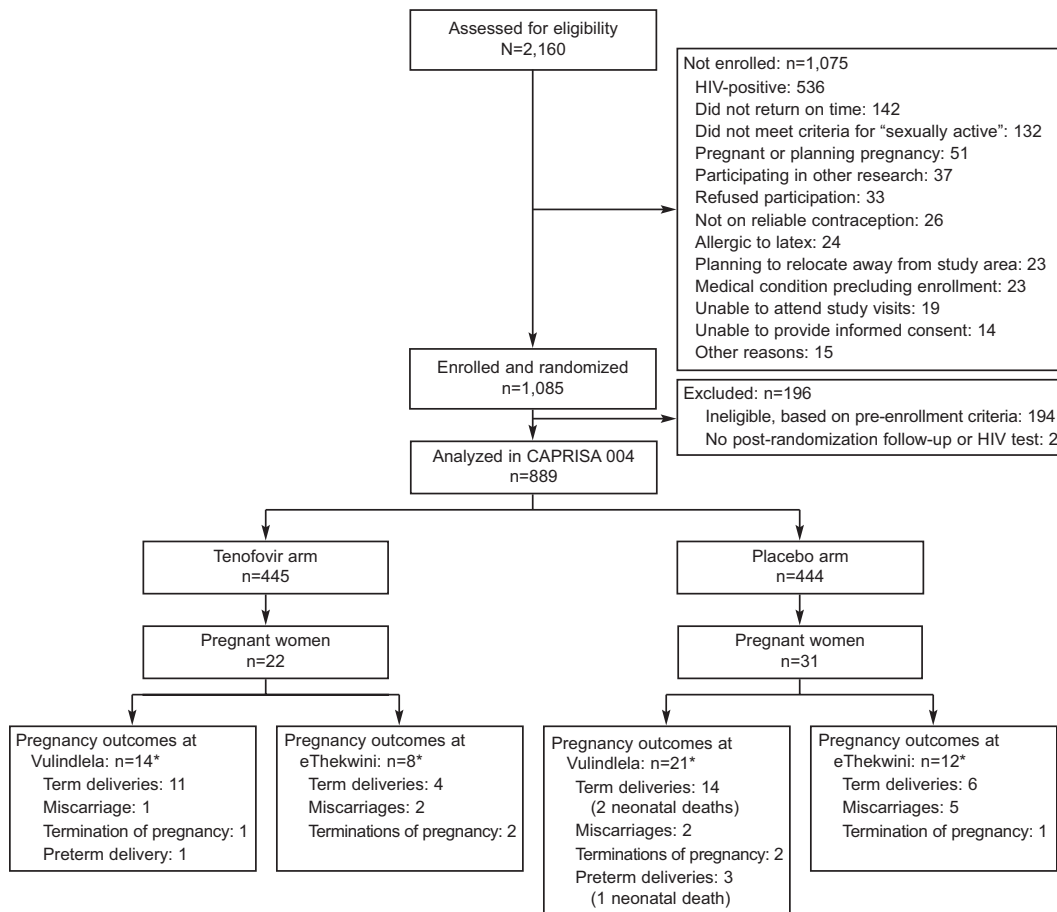 Assessed for eligibility
N=2,160
Not enrolled: n=1,075
HIV-positive: 536
Did not return on time: 142
Did not meet criteria for “sexually active”: 132
Pregnant or planning pregnancy: 51
Participating in other research: 37
Refused participation: 33
Not on reliable contraception: 26
Allergic to latex: 24
Planning to relocate away from study area: 23
Medical condition precluding enrollment: 23
Unable to attend study visits: 19
Unable to provide informed consent: 14
Other reasons: 15
Enrolled and randomized
n=1,085
Excluded: n=196
Ineligible, based on pre-enrollment criteria: 194
No post-randomization follow-up or HIV test: 2
Analyzed in CAPRISA 004
n=889
Tenofovir arm
n=445
Placebo arm
n=444
Pregnant women
n=22
Pregnant women
n=31
Pregnancy outcomes at
Vulindlela: n=14*
Term deliveries: 11
Miscarriage: 1
Termination of pregnancy: 1
Preterm delivery: 1
Pregnancy outcomes at
eThekwini: n=8*
Term deliveries: 4
Miscarriages: 2
Terminations of pregnancy: 2
Pregnancy outcomes at
Vulindlela: n=21*
Term deliveries: 14
(2 neonatal deaths)
Miscarriages: 2
Terminations of pregnancy: 2
Preterm deliveries: 3
(1 neonatal death)
Pregnancy outcomes at
eThekwini: n=12*
Term deliveries: 6
Miscarriages: 5
Termination of pregnancy: 1